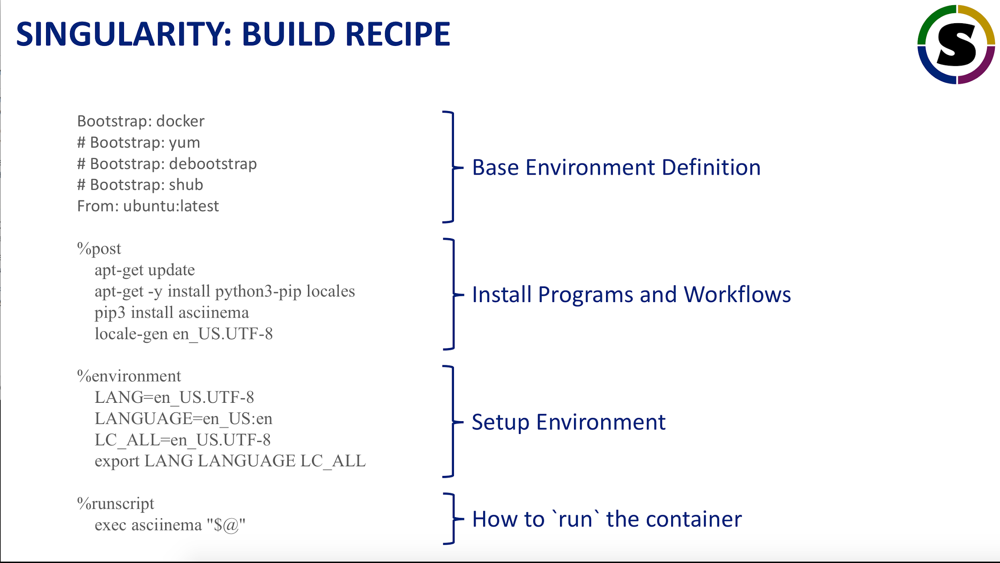 SINGULARITY: BUILD RECIPE
S
Bootstrap: docker
# Bootstrap: yum
# Bootstrap: debootstrap
# Bootstrap: shub
From: ubuntu:latest
Base Environment Definition
%post
apt-get update
apt-get -y install python3-pip locales
pip3 install asciinema
locale-gen en_US.UTF-8
Install Programs and Workflows
%environment
LANG=en_US.UTF-8
LANGUAGE=en_US:en
LC_ALL=en_US.UTF-8
export LANG LANGUAGE LC_ALL
Setup Environment
%runscript
exec asciinema "$@"
How to `run` the container